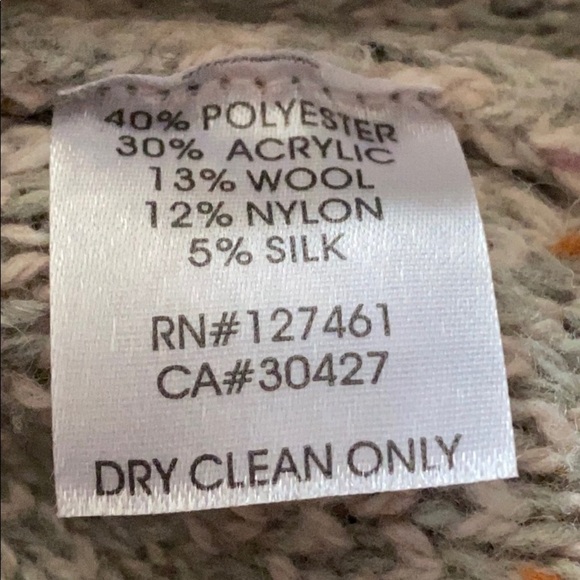 40% POLYESTER
30% ACRYLIC
13% WOOL
12% NYLON
5% SILK
RN#127461
CA#30427
DRY CLEAN ONLY